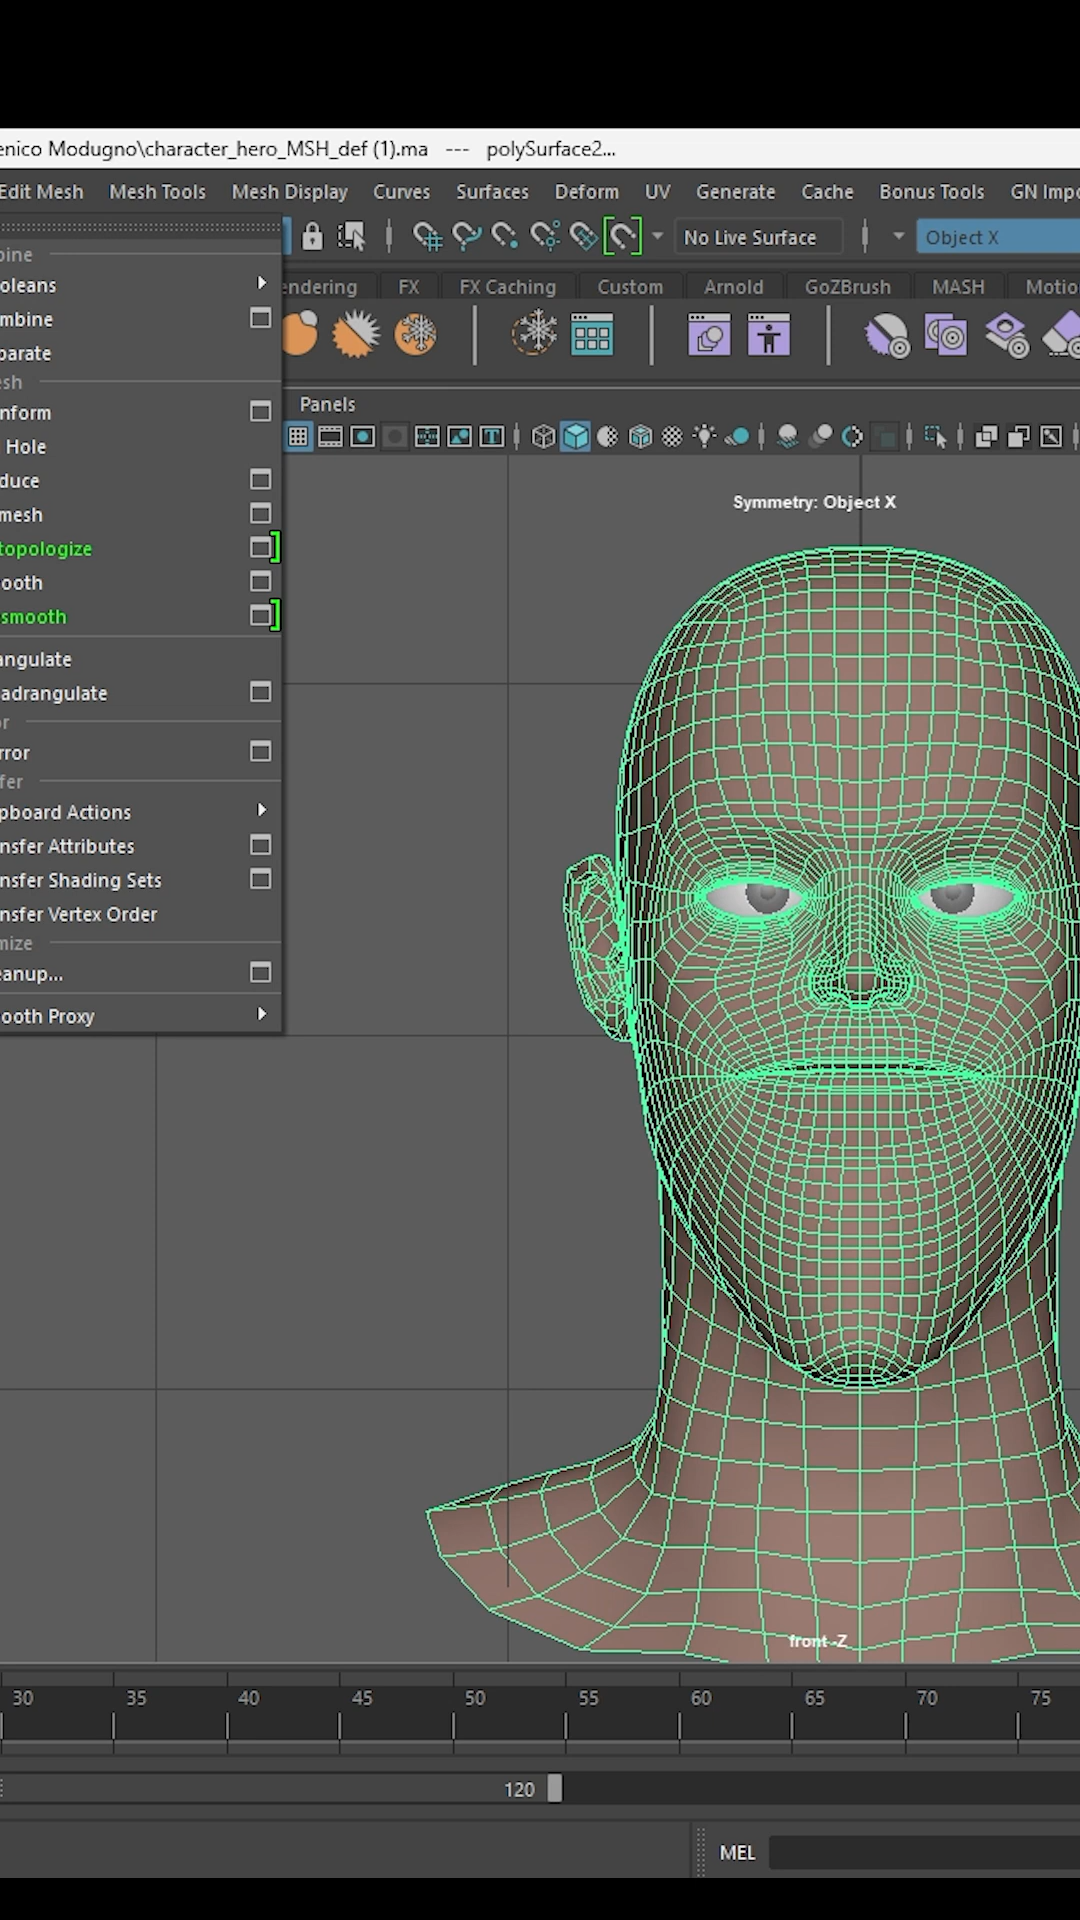 enico Modugno\character_hero_MSH_def (1).ma --- polySurface2...
Edit Mesh Mesh Tools Mesh Display Curves Surfaces Deform UV Generate Cache Bonus Tools GN Impo
No Live Surface Object X
endering FX FX Caching Custom Arnold GoZBrush MASH Motio
Panels
bine
oleans
mbine
parate
esh
nform
Hole
duce
mesh
topologize
ooth
smooth
angulate
adrangulate
or
rror
fer
pboard Actions
nsfer Attributes
nsfer Shading Sets
nsfer Vertex Order
mize
eanup...
ooth Proxy
Symmetry: Object X
front -Z
30 35 40 45 50 55 60 65 70 75
120
MEL